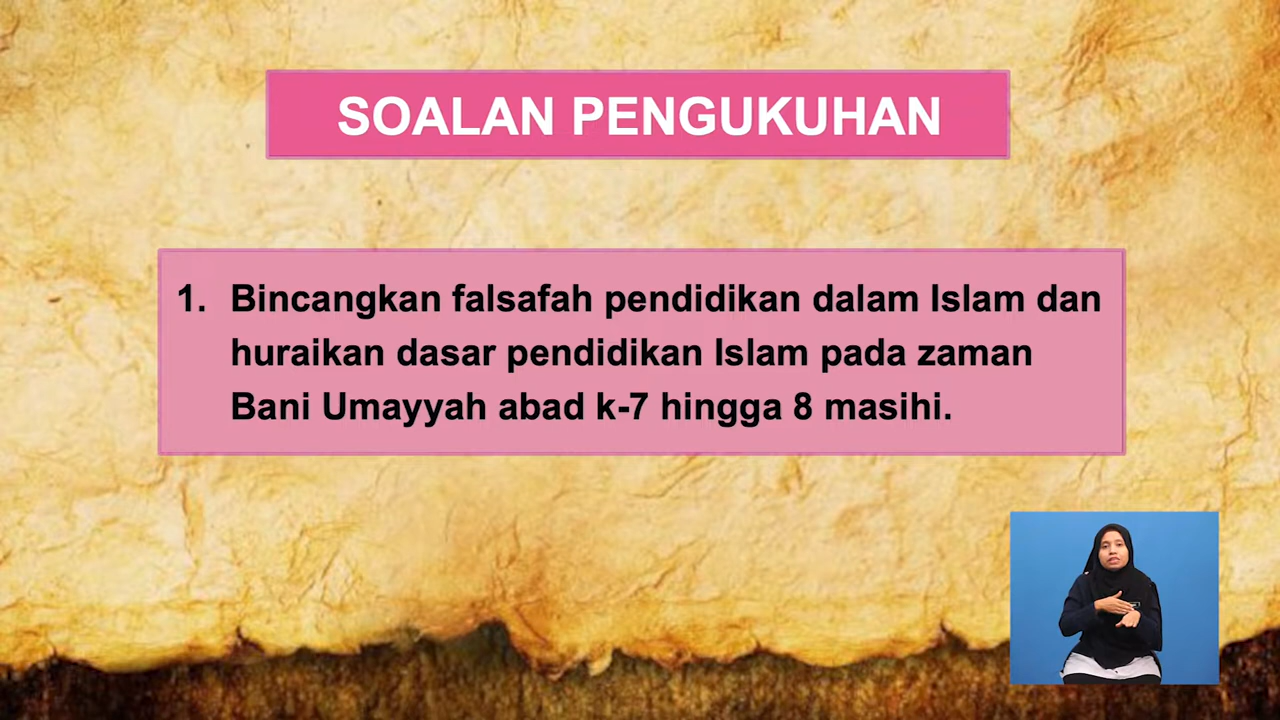 SOALAN PENGUKUHAN
1. Bincangkan falsafah pendidikan dalam Islam dan
huraikan dasar pendidikan Islam pada zaman
Bani Umayyah abad k-7 hingga 8 masihi.